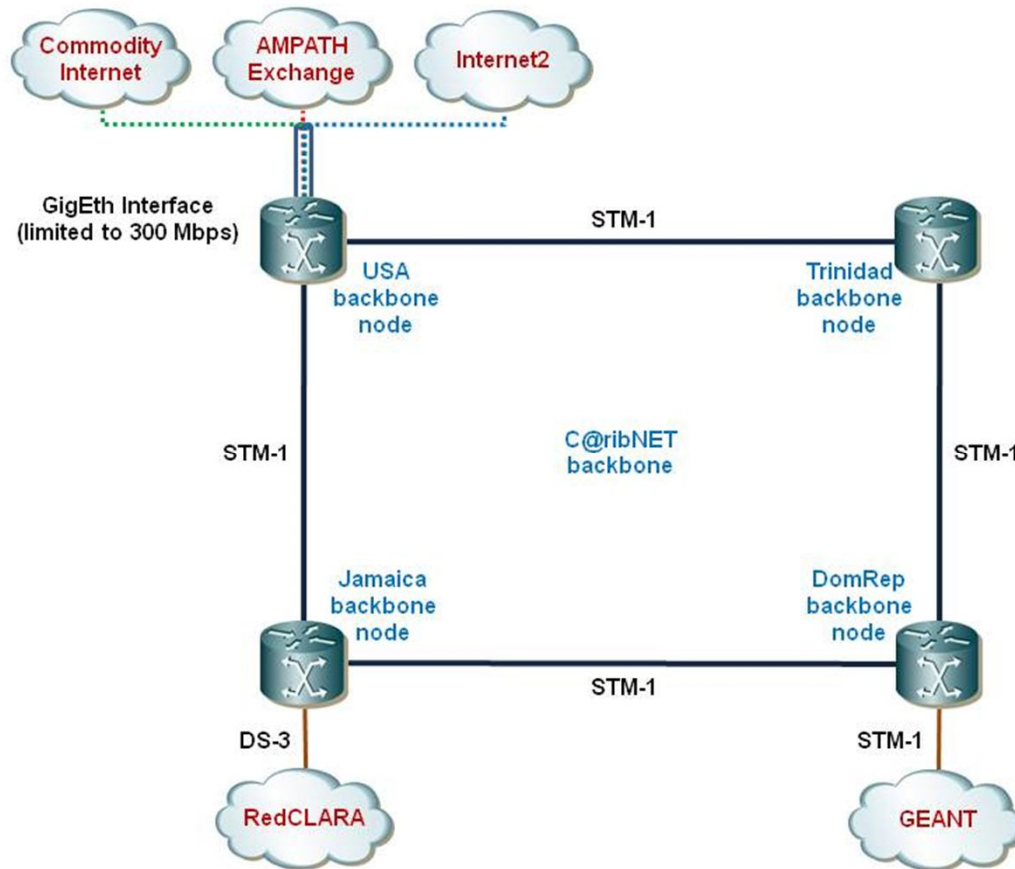 Commodity
Internet
AMPATH
Exchange
Internet2
GigEth Interface
(limited to 300 Mbps)
STM-1
USA
backbone
node
Trinidad
backbone
node
STM-1
C@ribNET
backbone
STM-1
Jamaica
backbone
node
DomRep
backbone
node
STM-1
DS-3
STM-1
RedCLARA
GEANT